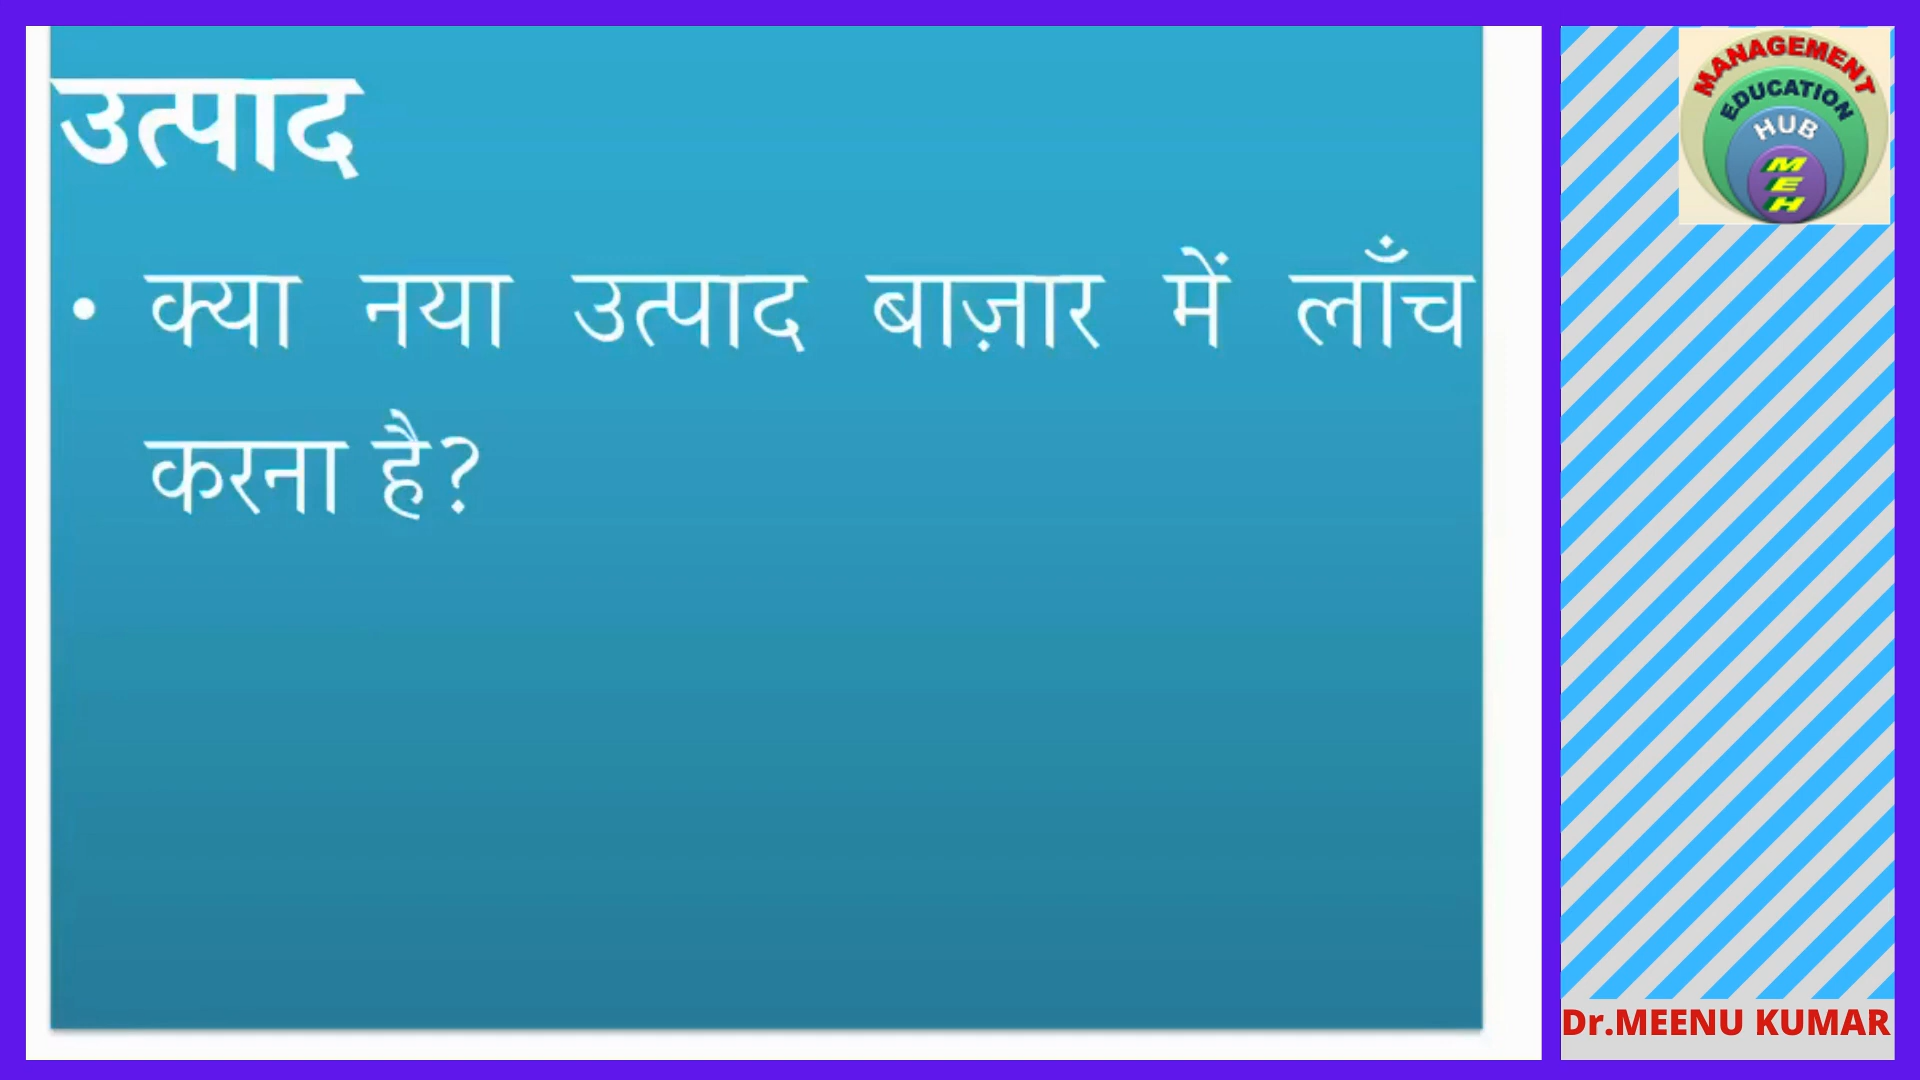 उत्पाद
• क्या नया उत्पाद बाज़ार में लाँच
करना है?
MANAGEMENT
EDUCATION
HUB
M
E
H
Dr.MEENU KUMAR